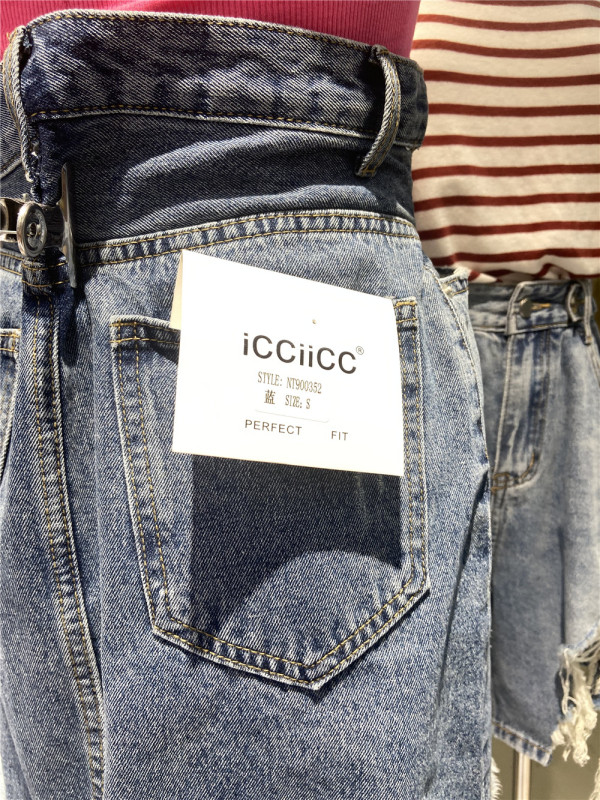 iCCiiCC®
STYLE: NT900352
蓝 SIZE: S
PERFECT FIT